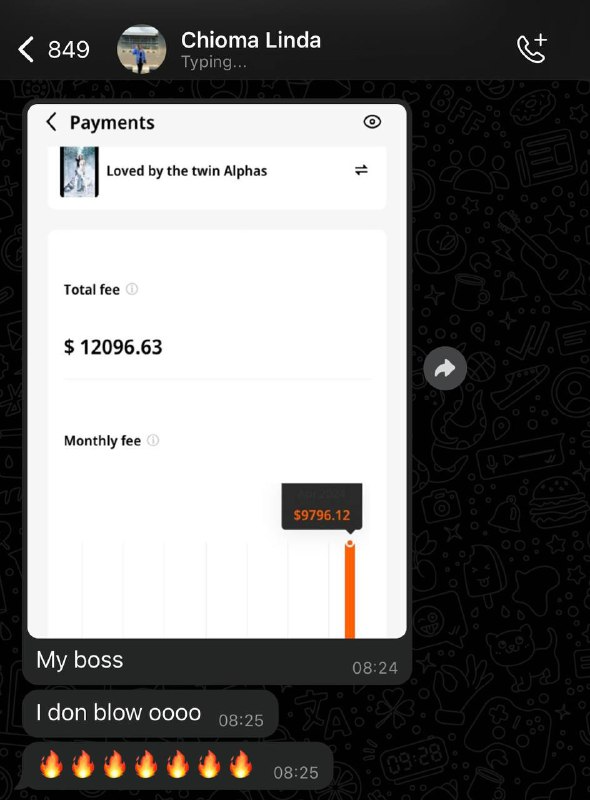 849
Chioma Linda
Typing...
Payments
Loved by the twin Alphas
Total fee
$ 12096.63
Monthly fee
$9796.12
My boss
08:24
I don blow oooo
08:25
🔥🔥🔥🔥🔥🔥🔥
08:25